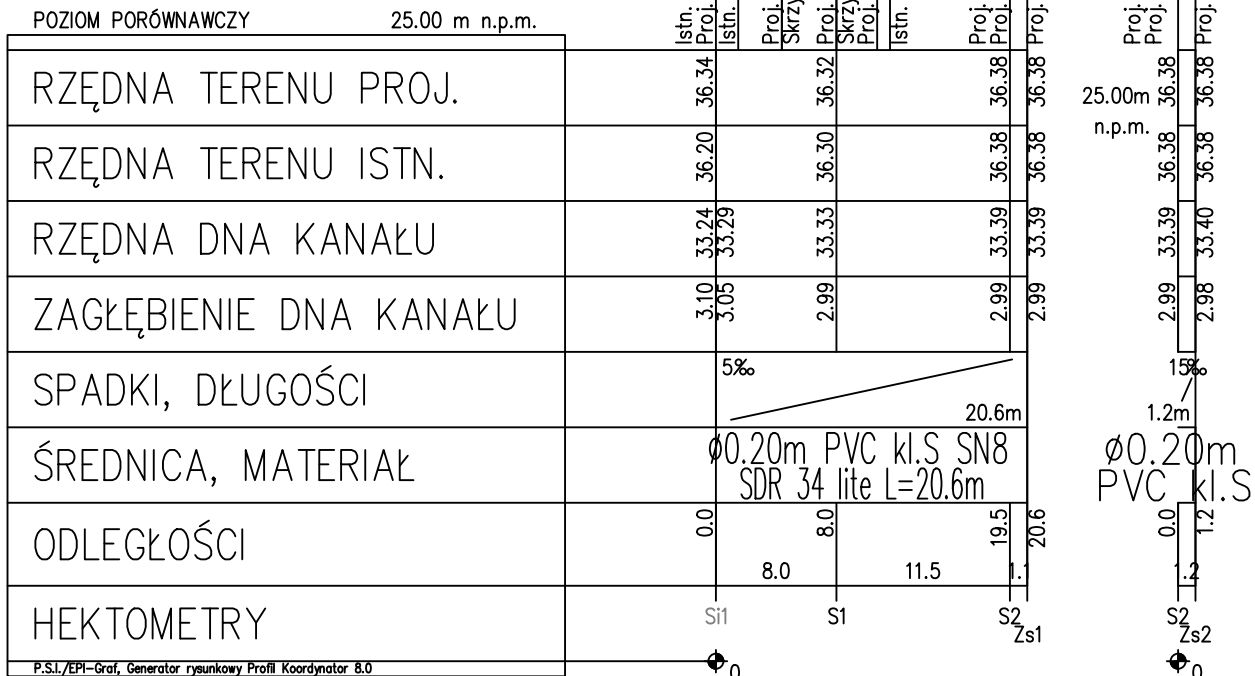 POZIOM PORÓWNAWCZY 25.00 m n.p.m.
Istn. Proj. Istn. Proj. Proj. Proj. Istn. Proj. Proj. Proj. Proj. Proj. Proj.
RZĘDNA TERENU PROJ. 36.34 36.32 36.38 36.38 36.38 36.38
25.00m
n.p.m.
RZĘDNA TERENU ISTN. 36.20 36.30 36.38 36.38 36.38 36.38
RZĘDNA DNA KANAŁU 33.24 33.29 33.33 33.39 33.39 33.39 33.40
ZAGŁĘBIENIE DNA KANAŁU 3.10 3.05 2.99 2.99 2.99 2.99 2.98
SPADKI, DŁUGOŚCI 5‰ 20.6m 15‰ 1.2m
ŚREDNICA, MATERIAŁ
ø0.20m PVC kl.S SN8
SDR 34 lite L=20.6m
ø0.20m
PVC kl.S
ODLEGŁOŚCI 0.0 8.0 19.5 20.6 0.0 1.2
8.0 11.5 1.1 1.2
HEKTOMETRY
Si1 S1 S2 Zs1 S2 Zs2
0 0
P.S.I./EPI-Graf, Generator rysunkowy Profil Koordynator 8.0